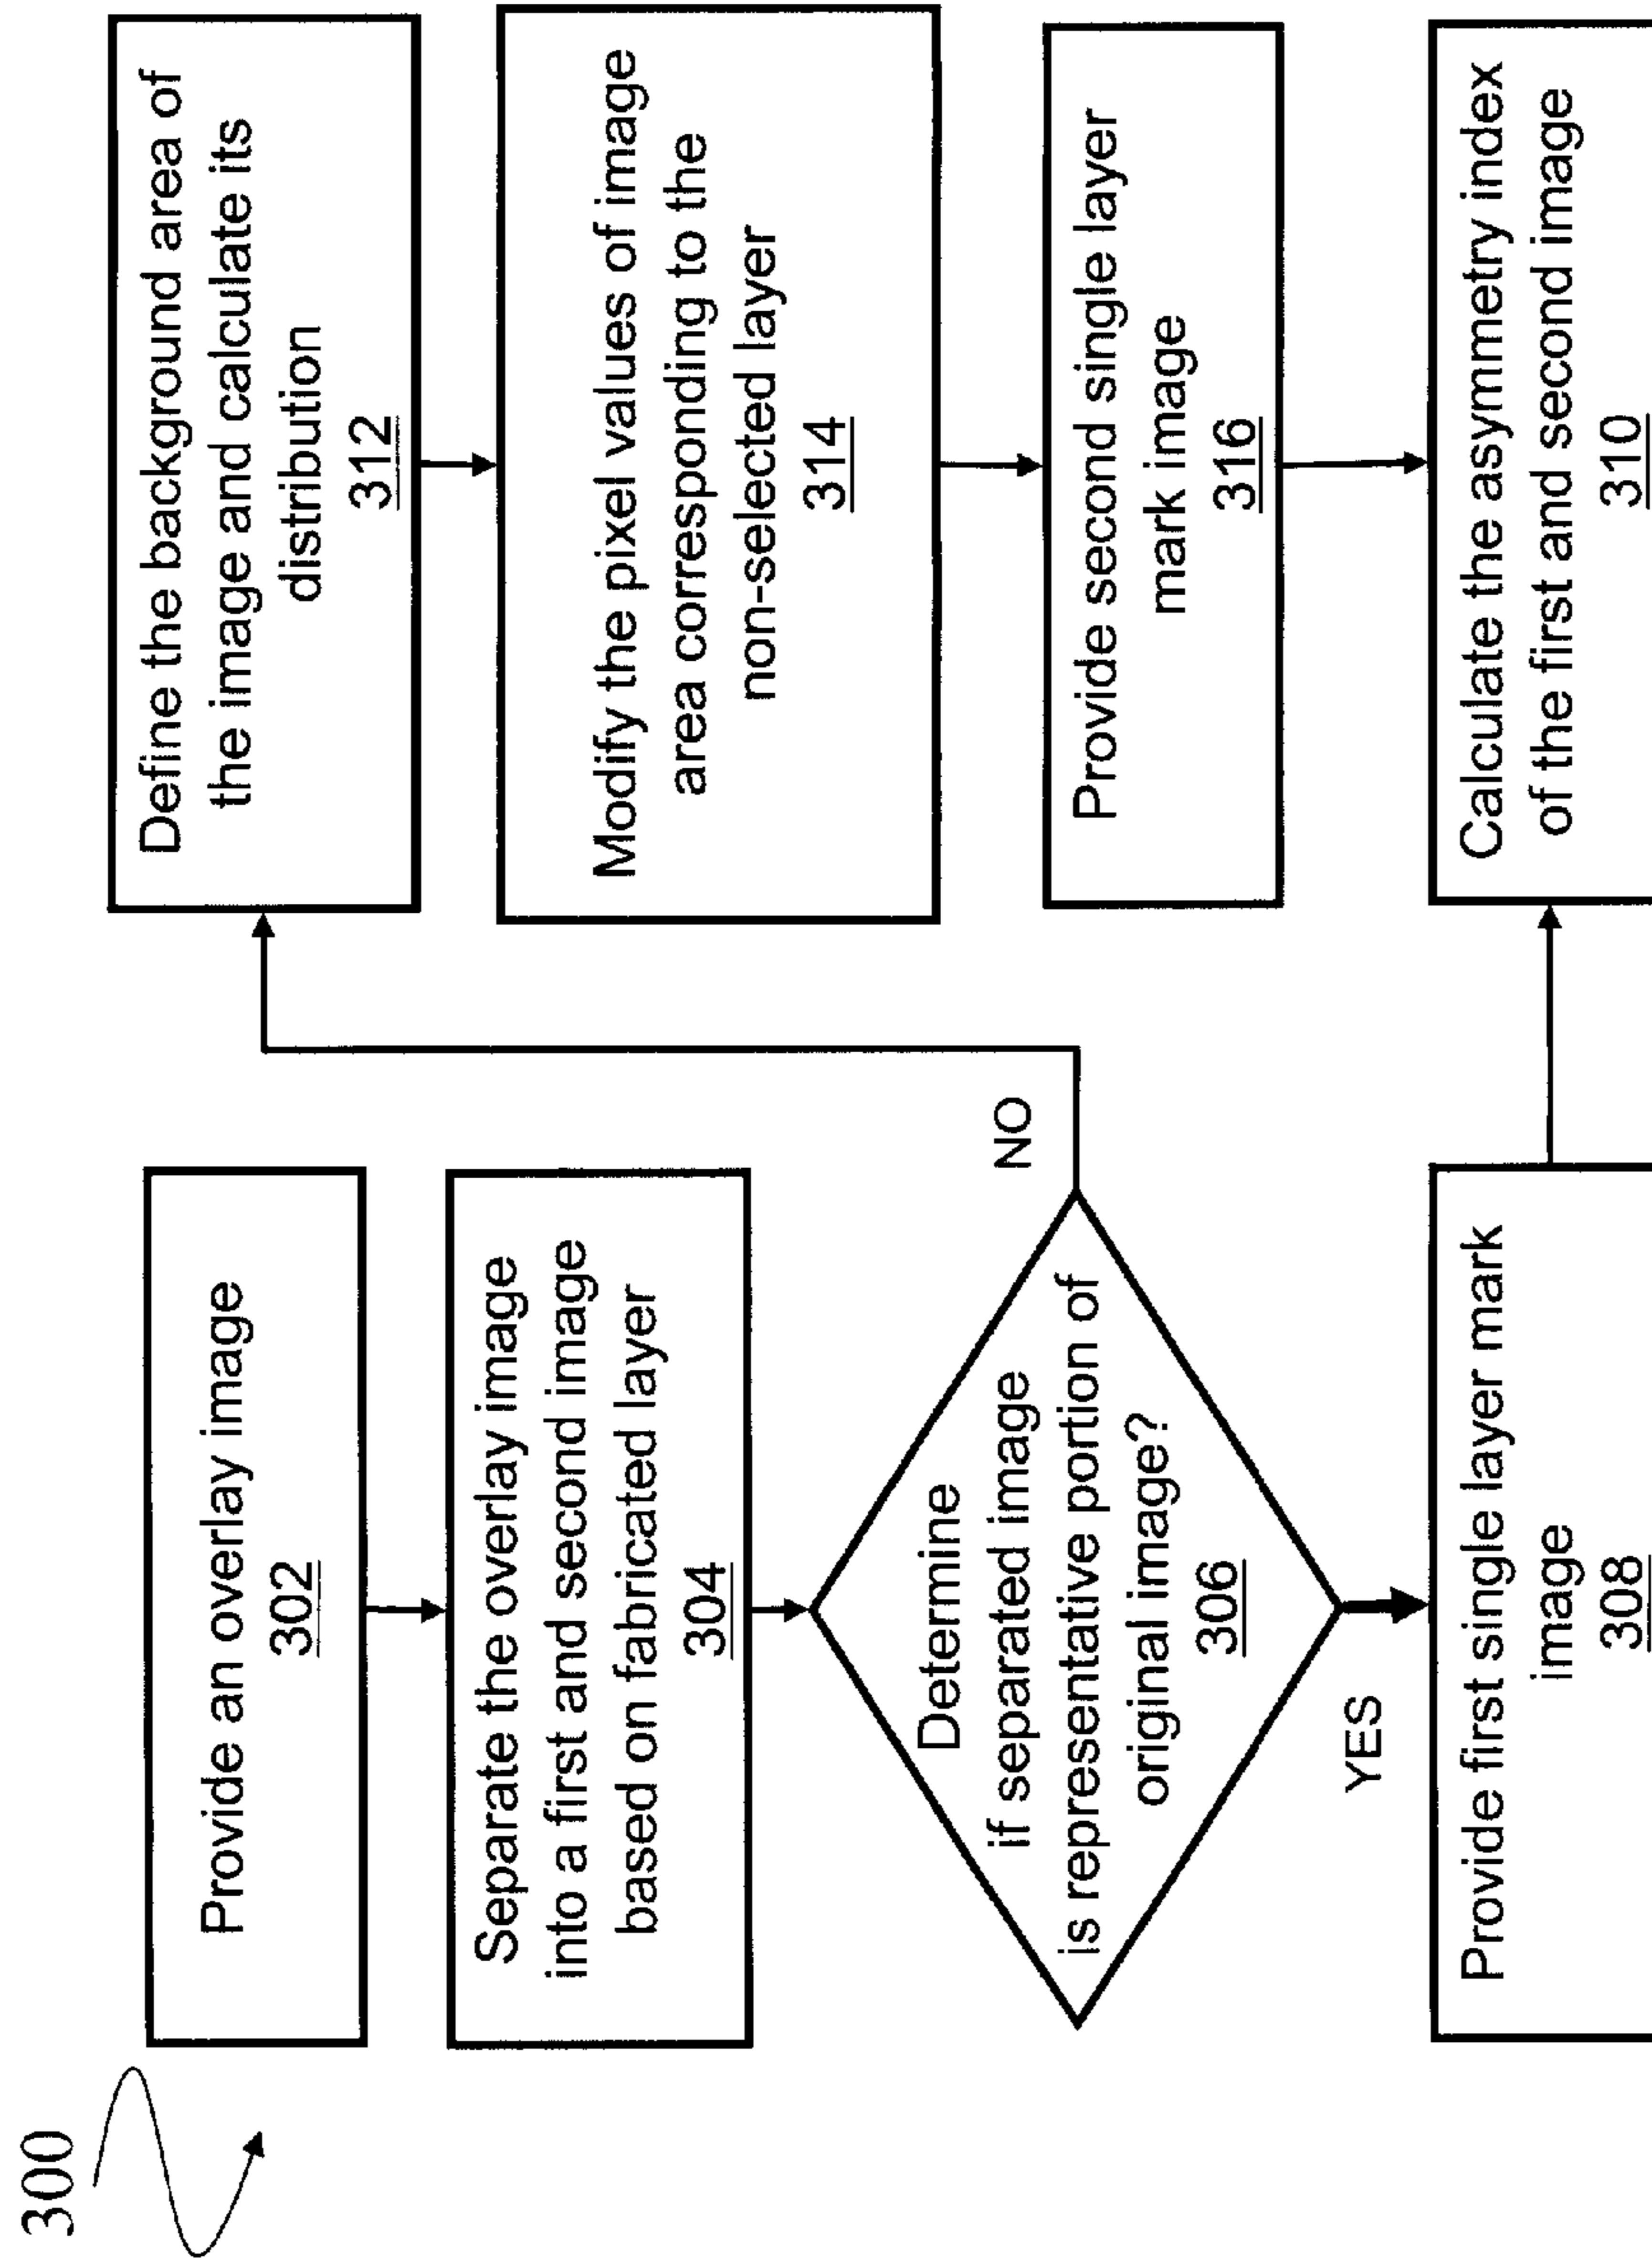 300
Provide an overlay image
302
Separate the overlay image
into a first and second image
based on fabricated layer
304
Determine
if separated image
is representative portion of
original image?
306
NO
YES
Provide first single layer mark
image
308
Define the background area of
the image and calculate its
distribution
312
Modify the pixel values of image
area corresponding to the
non-selected layer
314
Provide second single layer
mark image
316
Calculate the asymmetry index
of the first and second image
310